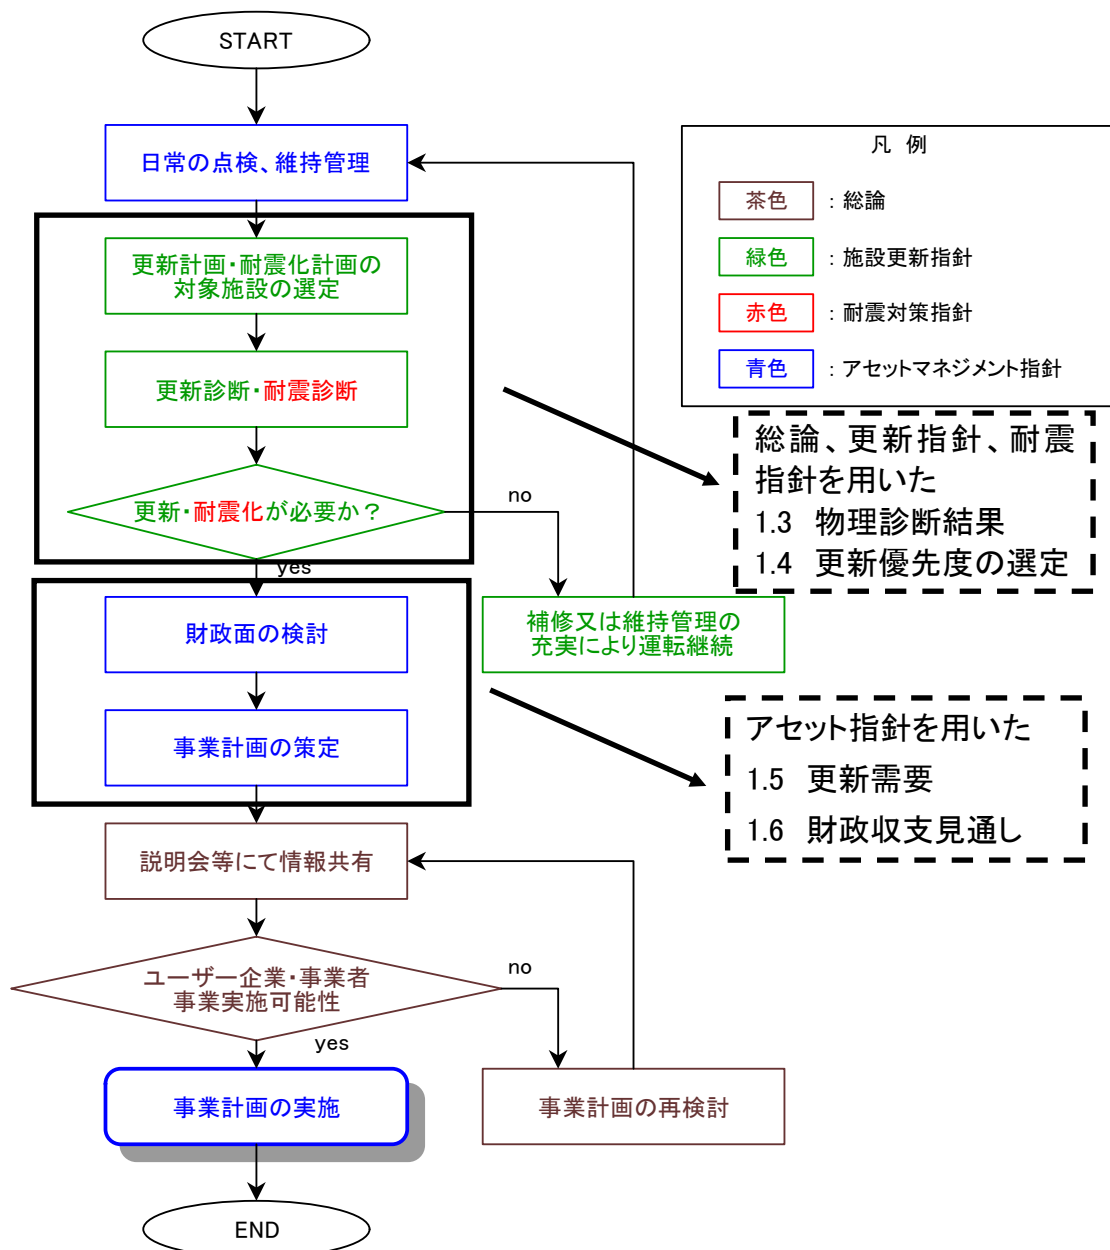 START
日常の点検、維持管理
凡 例
茶色 : 総論
緑色 : 施設更新指針
赤色 : 耐震対策指針
青色 : アセットマネジメント指針
更新計画・耐震化計画の
対象施設の選定
更新診断・耐震診断
更新・耐震化が必要か？
no
yes
総論、更新指針、耐震
指針を用いた
1.3 物理診断結果
1.4 更新優先度の選定
財政面の検討
補修又は維持管理の
充実により運転継続
事業計画の策定
アセット指針を用いた
1.5 更新需要
1.6 財政収支見通し
説明会等にて情報共有
ユーザー企業・事業者
事業実施可能性
no
yes
事業計画の実施
事業計画の再検討
END